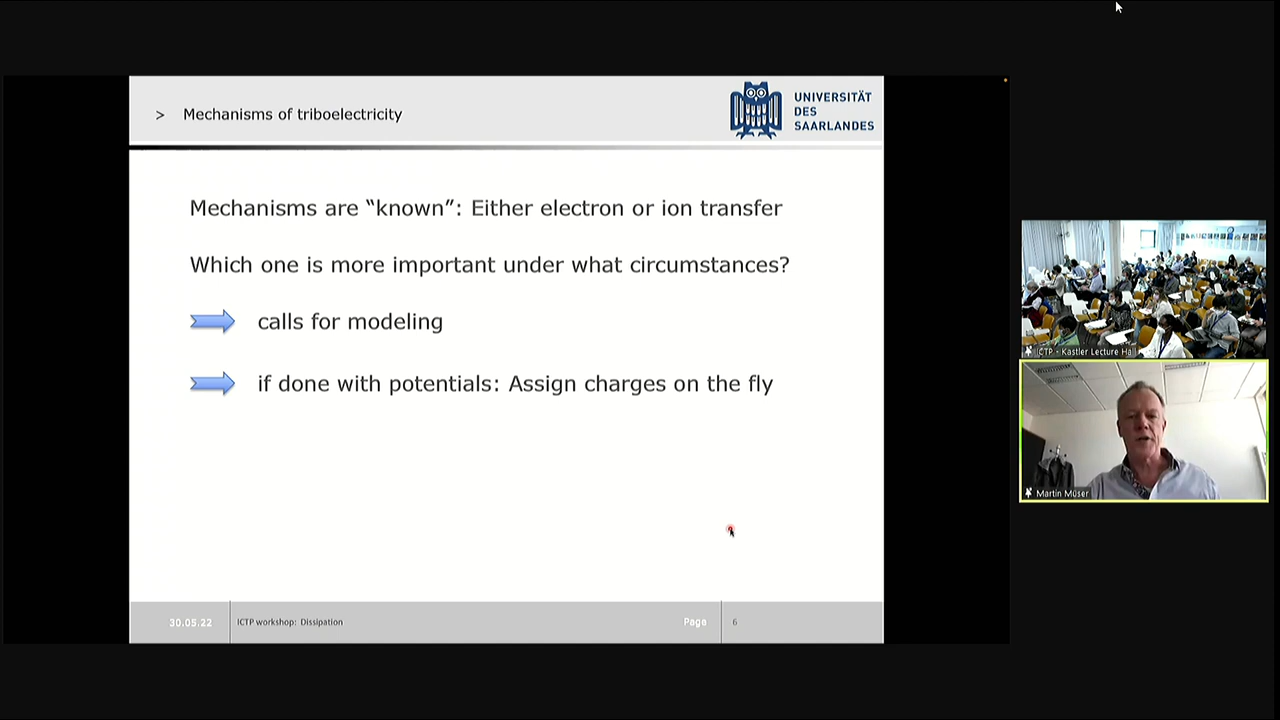 > Mechanisms of triboelectricity
UNIVERSITÄT
DES
SAARLANDES
Mechanisms are “known”: Either electron or ion transfer
Which one is more important under what circumstances?
calls for modeling
if done with potentials: Assign charges on the fly
30.05.22
ICTP workshop: Dissipation
Page
6
ICTP - Kastler Lecture Hall
Martin Müser